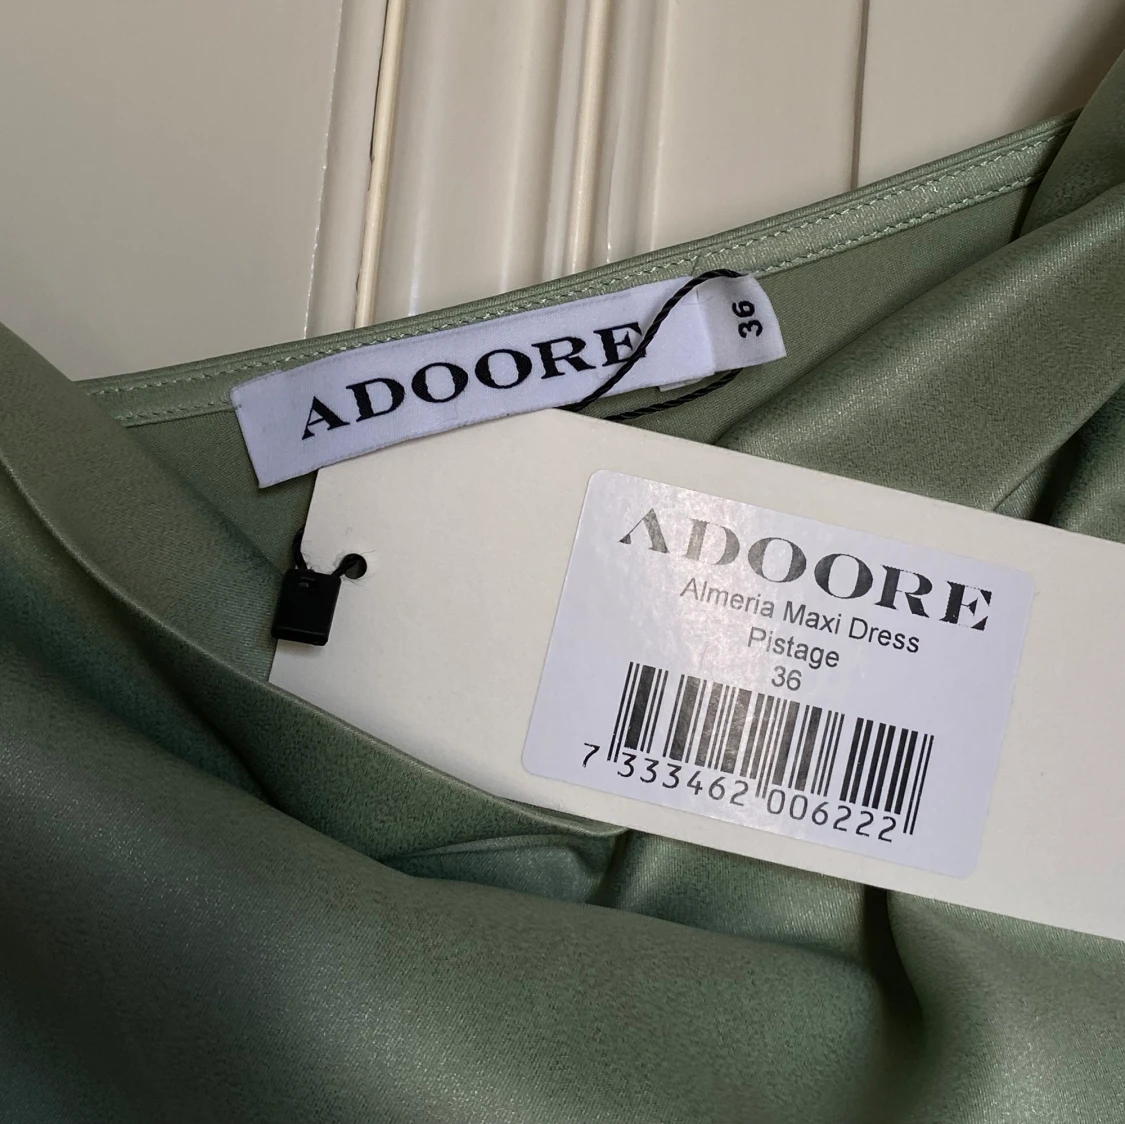 ADOORE
36
ADOORE
Almeria Maxi Dress
Pistage
36
7 333462 006222